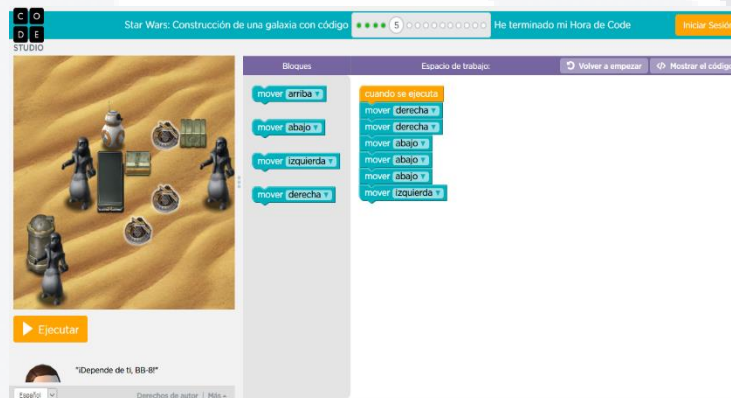 CODE
STUDIO
Star Wars: Construcción de una galaxia con código
5
He terminado mi Hora de Code
Iniciar Sesión
Bloques
Espacio de trabajo:
Volver a empezar
Mostrar el código
mover arriba
mover abajo
mover izquierda
mover derecha
cuando se ejecuta
mover derecha
mover derecha
mover abajo
mover abajo
mover abajo
mover izquierda
Ejecutar
"¡Depende de ti, BB-8!"
Español
Derechos de autor | Más